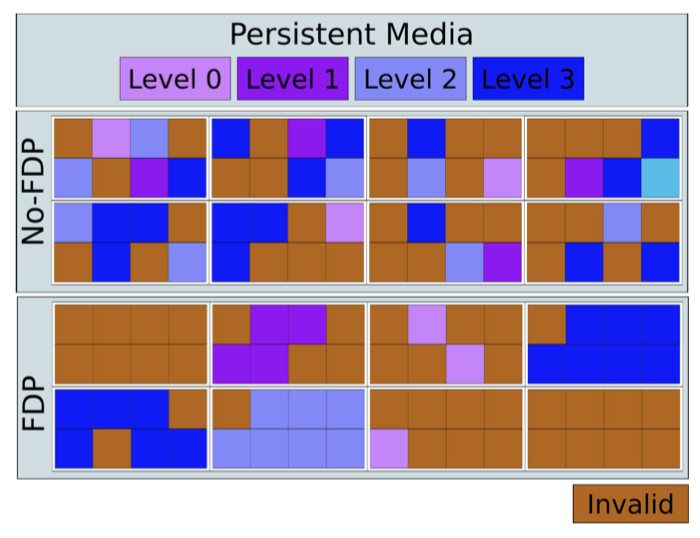 Persistent Media
Level 0 Level 1 Level 2 Level 3
No-FDP
FDP
Invalid